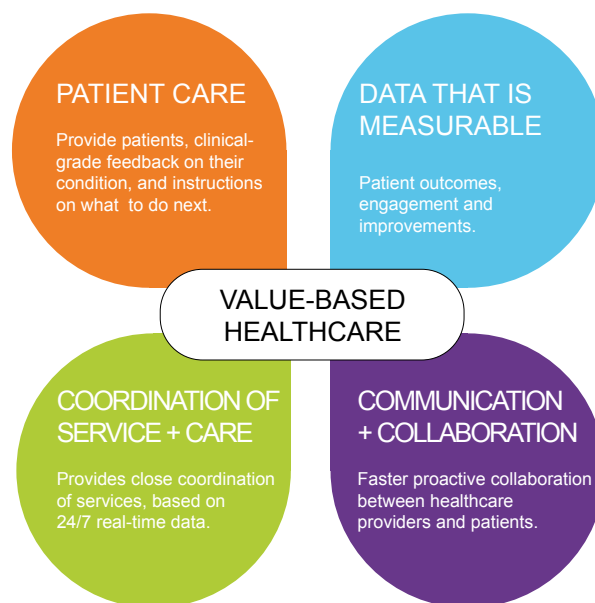 PATIENT CARE
Provide patients, clinical-
grade feedback on their
condition, and instructions
on what to do next.
DATA THAT IS
MEASURABLE
Patient outcomes,
engagement and
improvements.
VALUE-BASED
HEALTHCARE
COORDINATION OF
SERVICE + CARE
Provides close coordination
of services, based on
24/7 real-time data.
COMMUNICATION
+ COLLABORATION
Faster proactive collaboration
between healthcare
providers and patients.